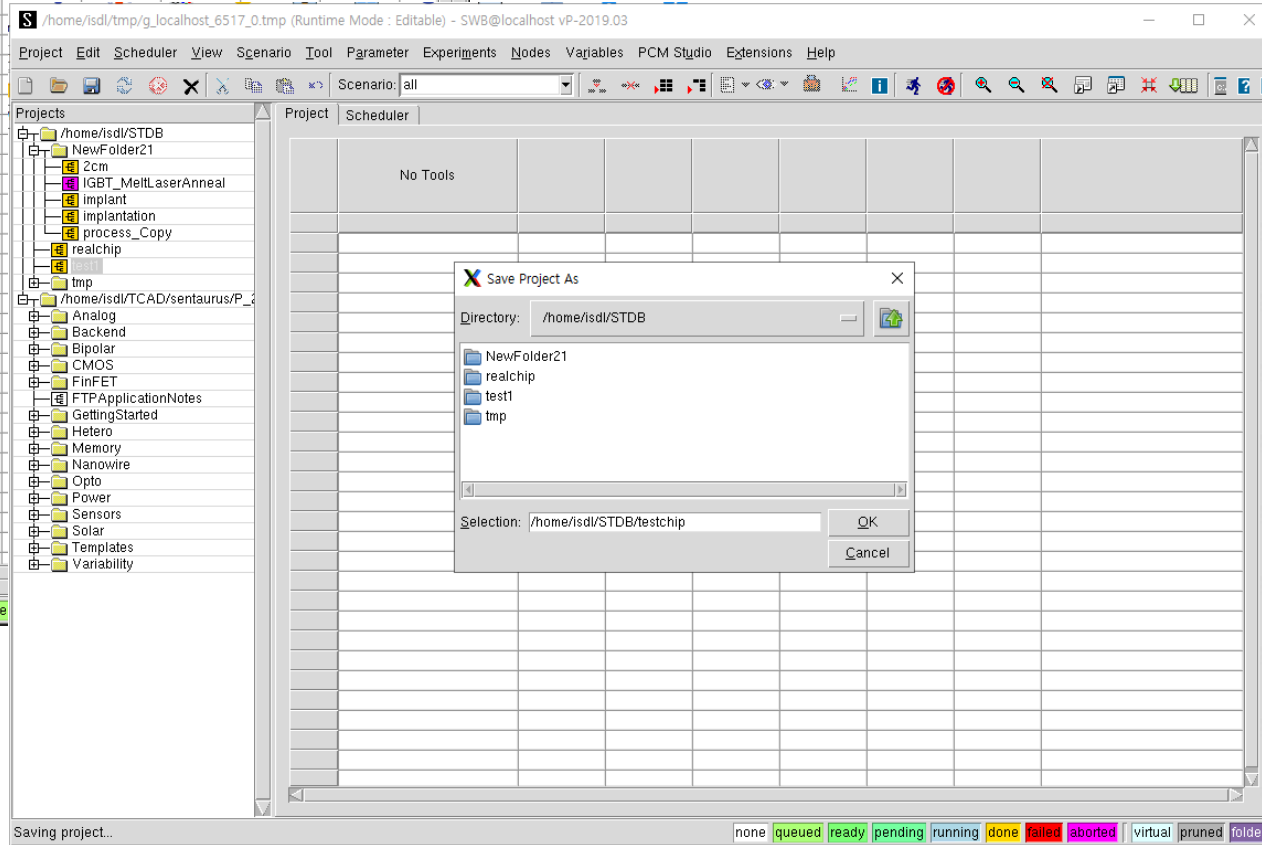 S /home/isdl/tmp/g_localhost_6517_0.tmp (Runtime Mode : Editable) - SWB@localhost vP-2019.03
Project Edit Scheduler View Scenario Tool Parameter Experiments Nodes Variables PCM Studio Extensions Help
Scenario: all
Projects
/home/isdl/STDB
NewFolder21
2cm
IGBT_MeltLaserAnneal
implant
implantation
process_Copy
realchip
test1
tmp
/home/isdl/TCAD/sentaurus/P_2
Analog
Backend
Bipolar
CMOS
FinFET
FTPApplicationNotes
GettingStarted
Hetero
Memory
Nanowire
Opto
Power
Sensors
Solar
Templates
Variability
Project Scheduler
No Tools
Save Project As
Directory: /home/isdl/STDB
NewFolder21
realchip
test1
tmp
Selection: /home/isdl/STDB/testchip OK
Cancel
Saving project...
none queued ready pending running done failed aborted virtual pruned folde